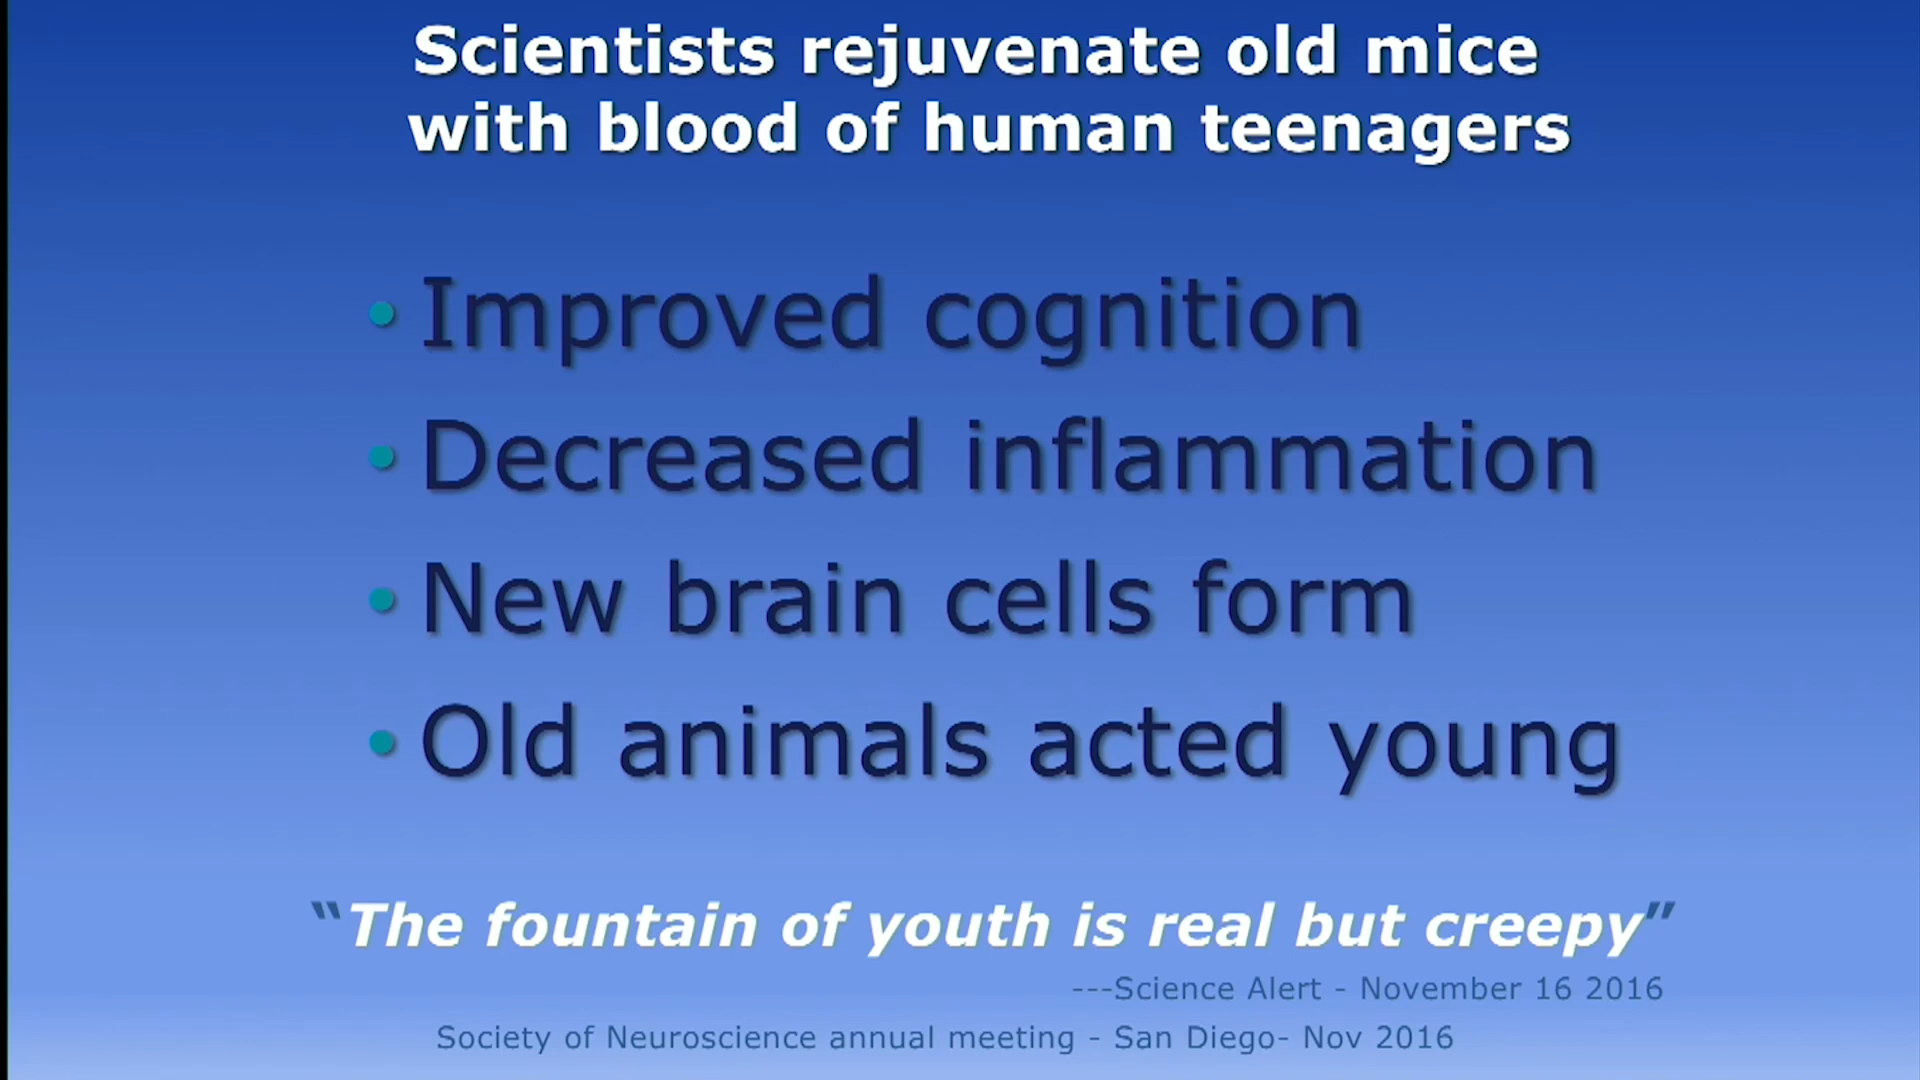 Scientists rejuvenate old mice
with blood of human teenagers
• Improved cognition
• Decreased inflammation
• New brain cells form
• Old animals acted young
“The fountain of youth is real but creepy”
---Science Alert - November 16 2016
Society of Neuroscience annual meeting - San Diego- Nov 2016